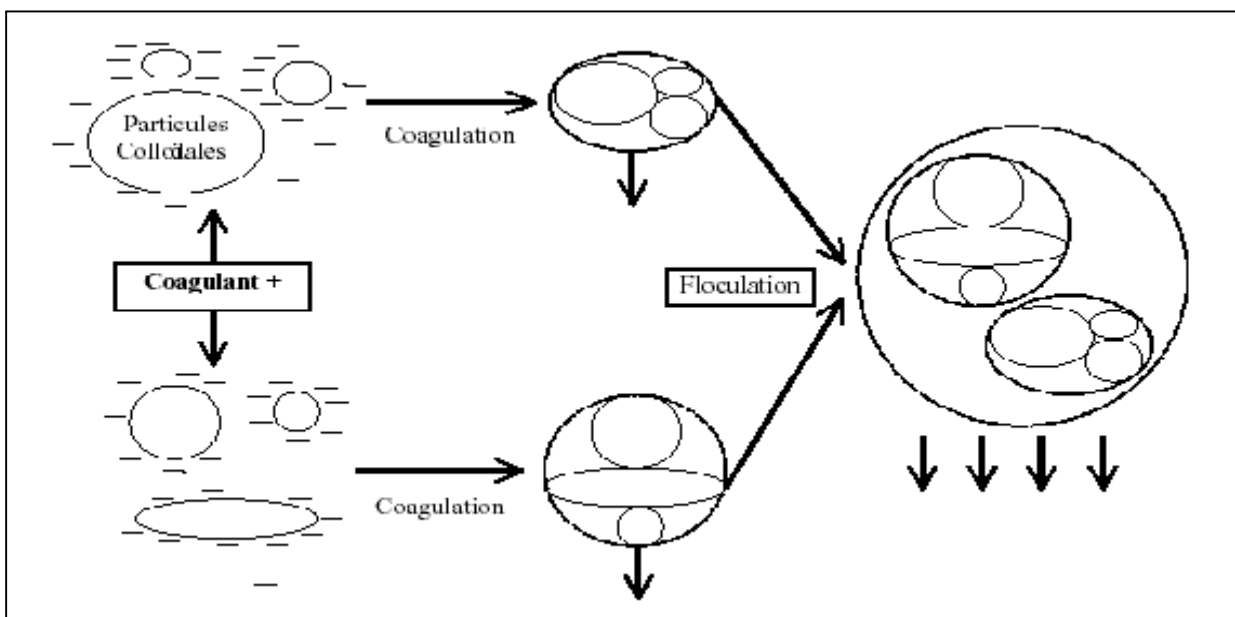 Particules
Colloïdales
Coagulation
Coagulant +
Floculation
Coagulation